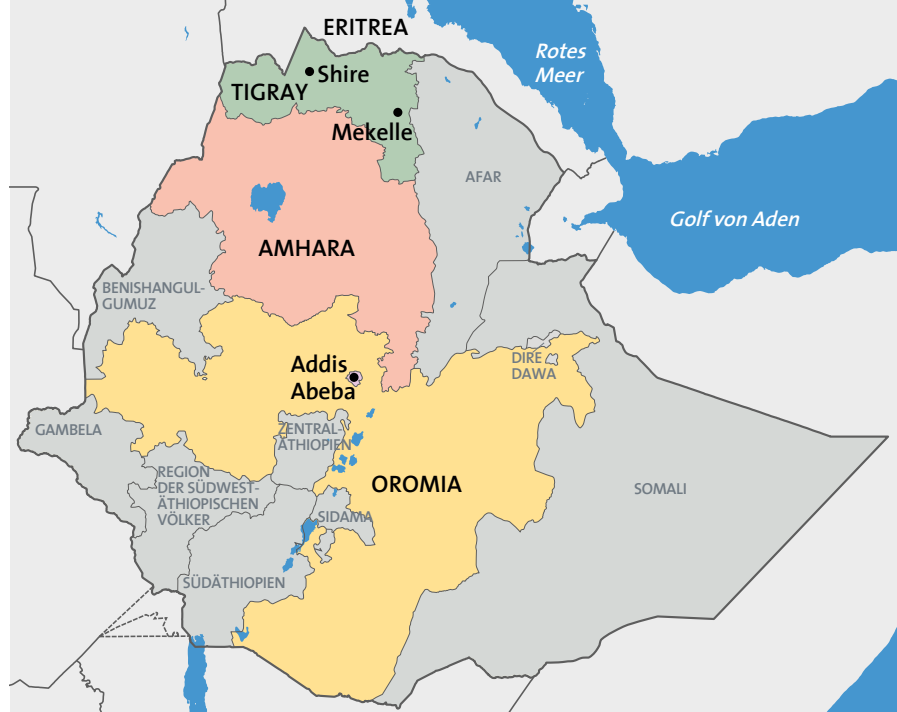 ERITREA
Rotes
Meer
Shire
TIGRAY
Mekelle
AFAR
Golf von Aden
AMHARA
BENISHANGUL-
GUMUZ
Addis
Abeba
DIRE
DAWA
GAMBELA
ZENTRAL-
ÄTHIOPIEN
REGION
DER SÜDWEST-
ÄTHIOPISCHEN
VÖLKER
OROMIA
SOMALI
SIDAMA
SÜDÄTHIOPIEN